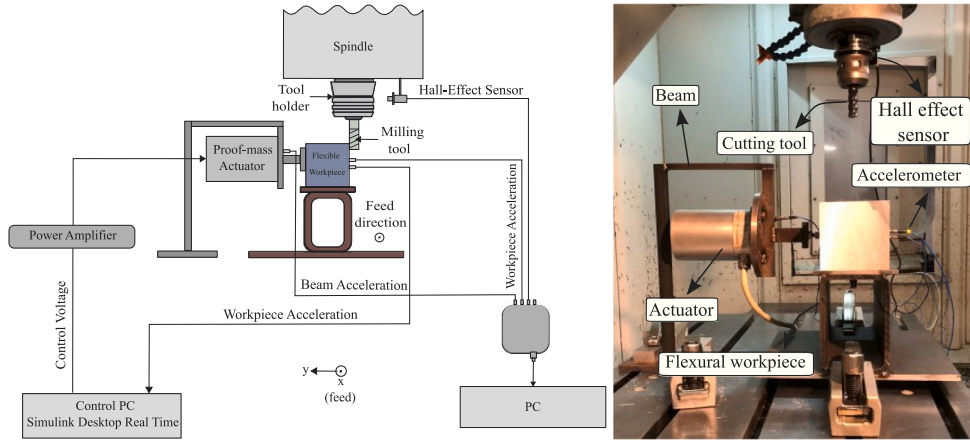 Spindle
Tool
holder
Hall-Effect Sensor
Milling
tool
Proof-mass
Actuator
Flexible
Workpiece
Feed
direction
Power Amplifier
Beam Acceleration
Workpiece Acceleration
Workpiece Acceleration
Control Voltage
y
x
(feed)
Control PC
Simulink Desktop Real Time
PC
Beam
Cutting tool
Hall effect
sensor
Accelerometer
Actuator
Flexural workpiece